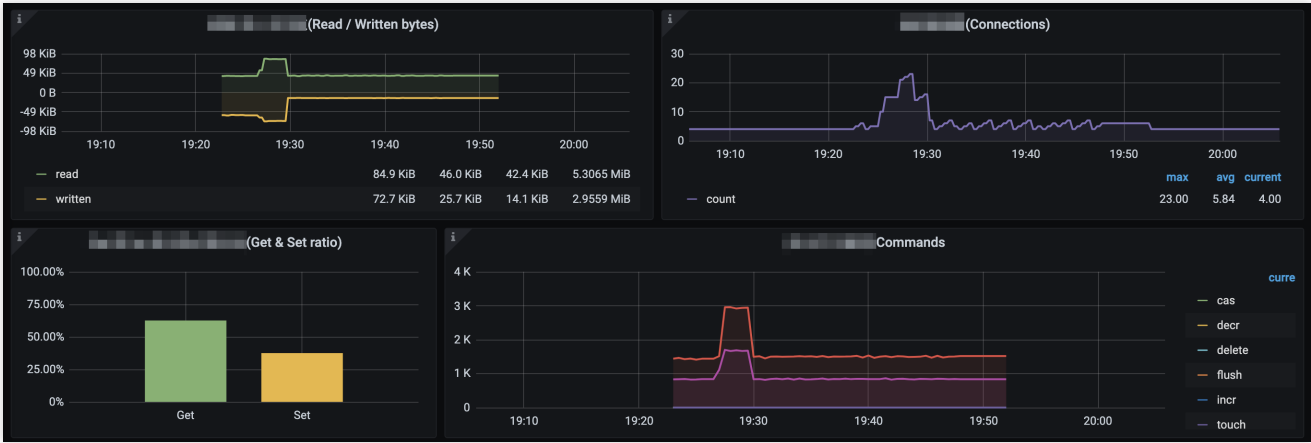 i
(Read / Written bytes)
98 KiB
49 KiB
0 B
-49 KiB
-98 KiB
19:10 19:20 19:30 19:40 19:50 20:00
read 84.9 KiB 46.0 KiB 42.4 KiB 5.3065 MiB
written 72.7 KiB 25.7 KiB 14.1 KiB 2.9559 MiB
i
(Connections)
30
20
10
0
19:10 19:20 19:30 19:40 19:50 20:00
max avg current
count 23.00 5.84 4.00
i
(Get & Set ratio)
100.00%
75.00%
50.00%
25.00%
0%
Get Set
i
Commands
4 K
3 K
2 K
1 K
0
19:10 19:20 19:30 19:40 19:50 20:00
curre
cas
decr
delete
flush
incr
touch